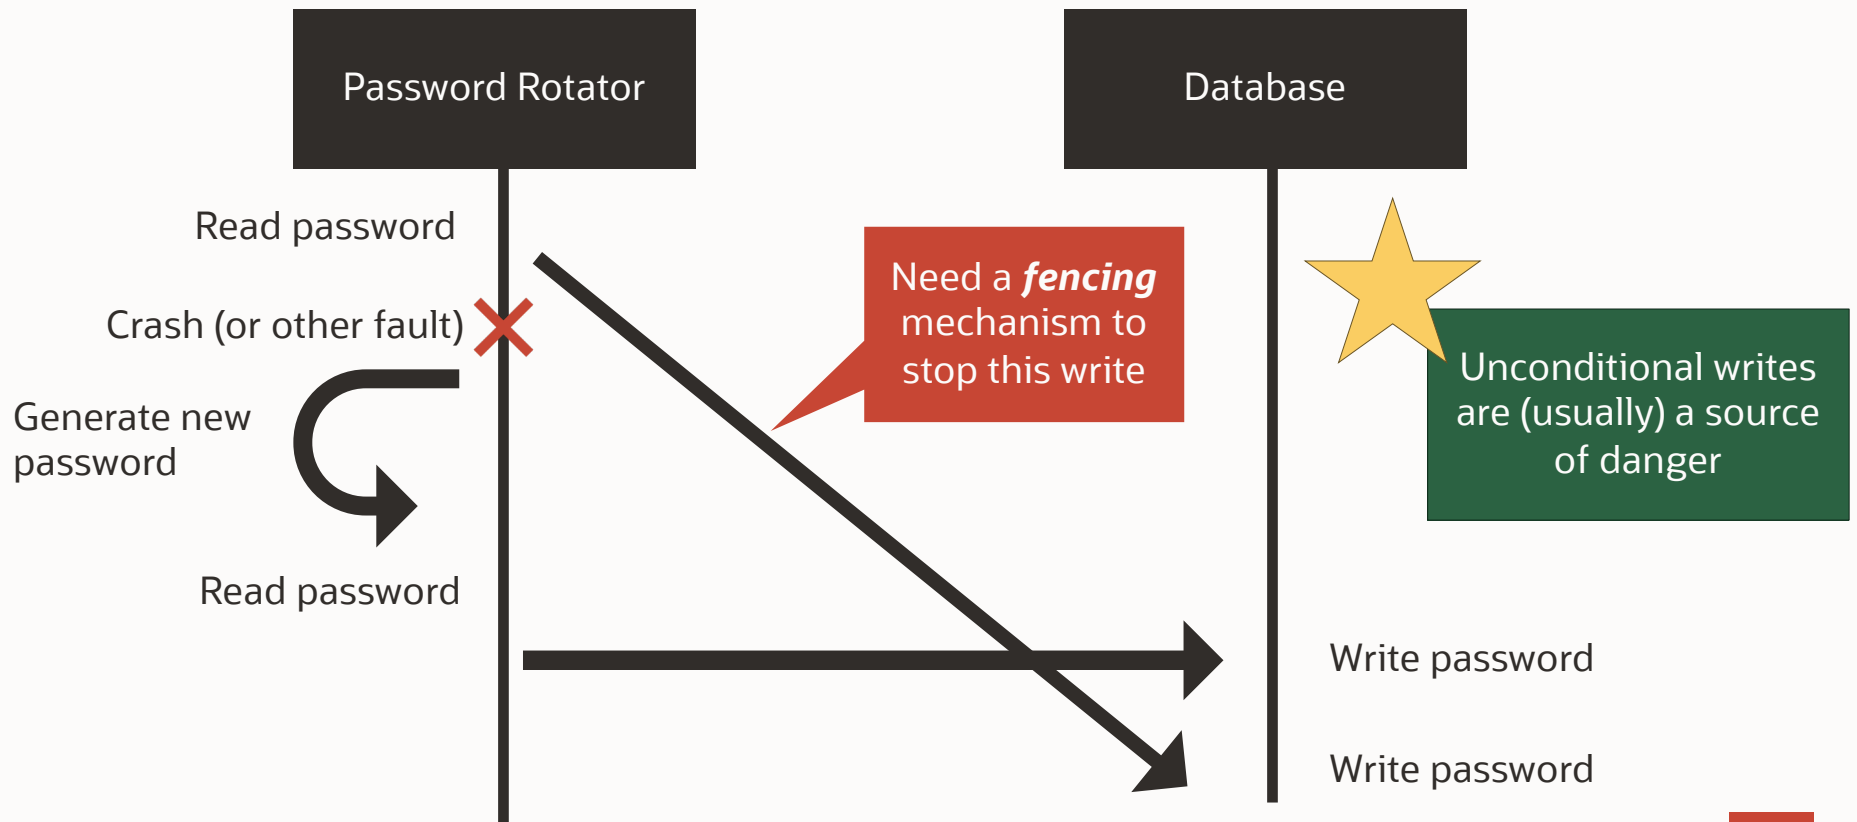 Password Rotator
Database
Read password
Need a fencing
mechanism to
stop this write
Crash (or other fault)
Unconditional writes
are (usually) a source
of danger
Generate new
password
Read password
Write password
Write password